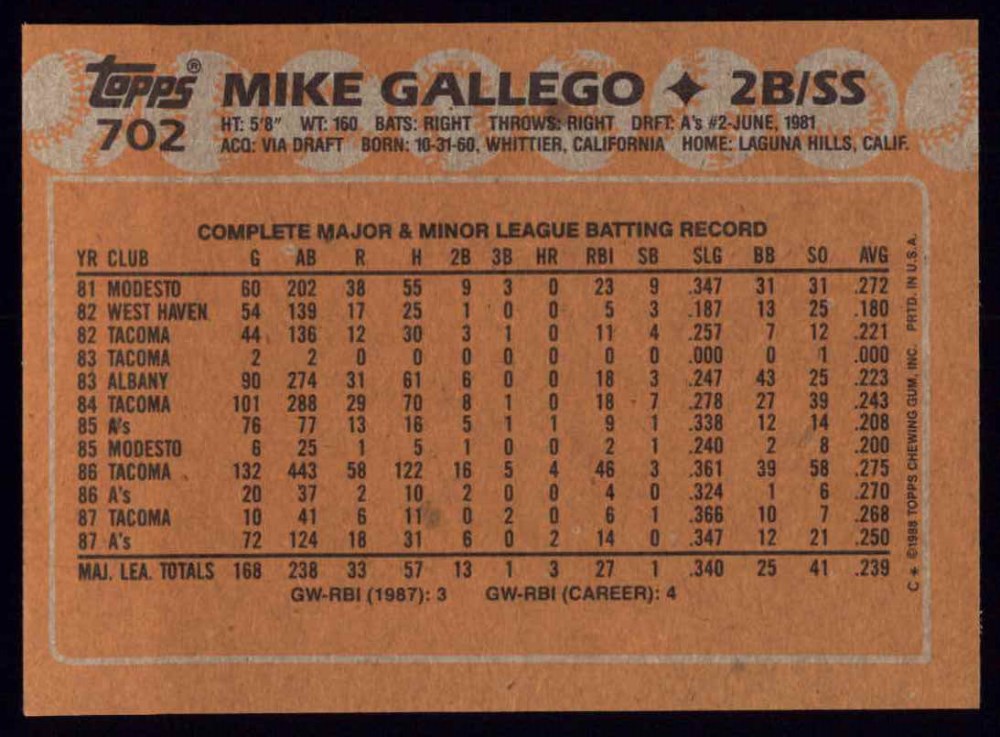 topps® MIKE GALLEGO ✦ 2B/SS
702 HT: 5'8" WT: 160 BATS: RIGHT THROWS: RIGHT DRFT: A's #2-JUNE, 1981
ACQ: VIA DRAFT BORN: 10-31-60, WHITTIER, CALIFORNIA HOME: LAGUNA HILLS, CALIF.
COMPLETE MAJOR & MINOR LEAGUE BATTING RECORD
YR CLUB G AB R H 2B 3B HR RBI SB SLG BB SO AVG
81 MODESTO 60 202 38 55 9 3 0 23 9 .347 31 31 .272
82 WEST HAVEN 54 139 17 25 1 0 0 5 3 .187 13 25 .180
82 TACOMA 44 136 12 30 3 1 0 11 4 .257 7 12 .221
83 TACOMA 2 2 0 0 0 0 0 0 0 .000 0 1 .000
83 ALBANY 90 274 31 61 6 0 0 18 3 .247 43 25 .223
84 TACOMA 101 288 29 70 8 1 0 18 7 .278 27 39 .243
85 A's 76 77 13 16 5 1 1 9 1 .338 12 14 .208
85 MODESTO 6 25 1 5 1 0 0 2 1 .240 2 8 .200
86 TACOMA 132 443 58 122 16 5 4 46 3 .361 39 58 .275
86 A's 20 37 2 10 2 0 0 4 0 .324 1 6 .270
87 TACOMA 10 41 6 11 0 2 0 6 1 .366 10 7 .268
87 A's 72 124 18 31 6 0 2 14 0 .347 12 21 .250
MAJ. LEA. TOTALS 168 238 33 57 13 1 3 27 1 .340 25 41 .239
GW-RBI (1987): 3 GW-RBI (CAREER): 4
C * ©1988 TOPPS CHEWING GUM, INC. PRTD. IN U.S.A.